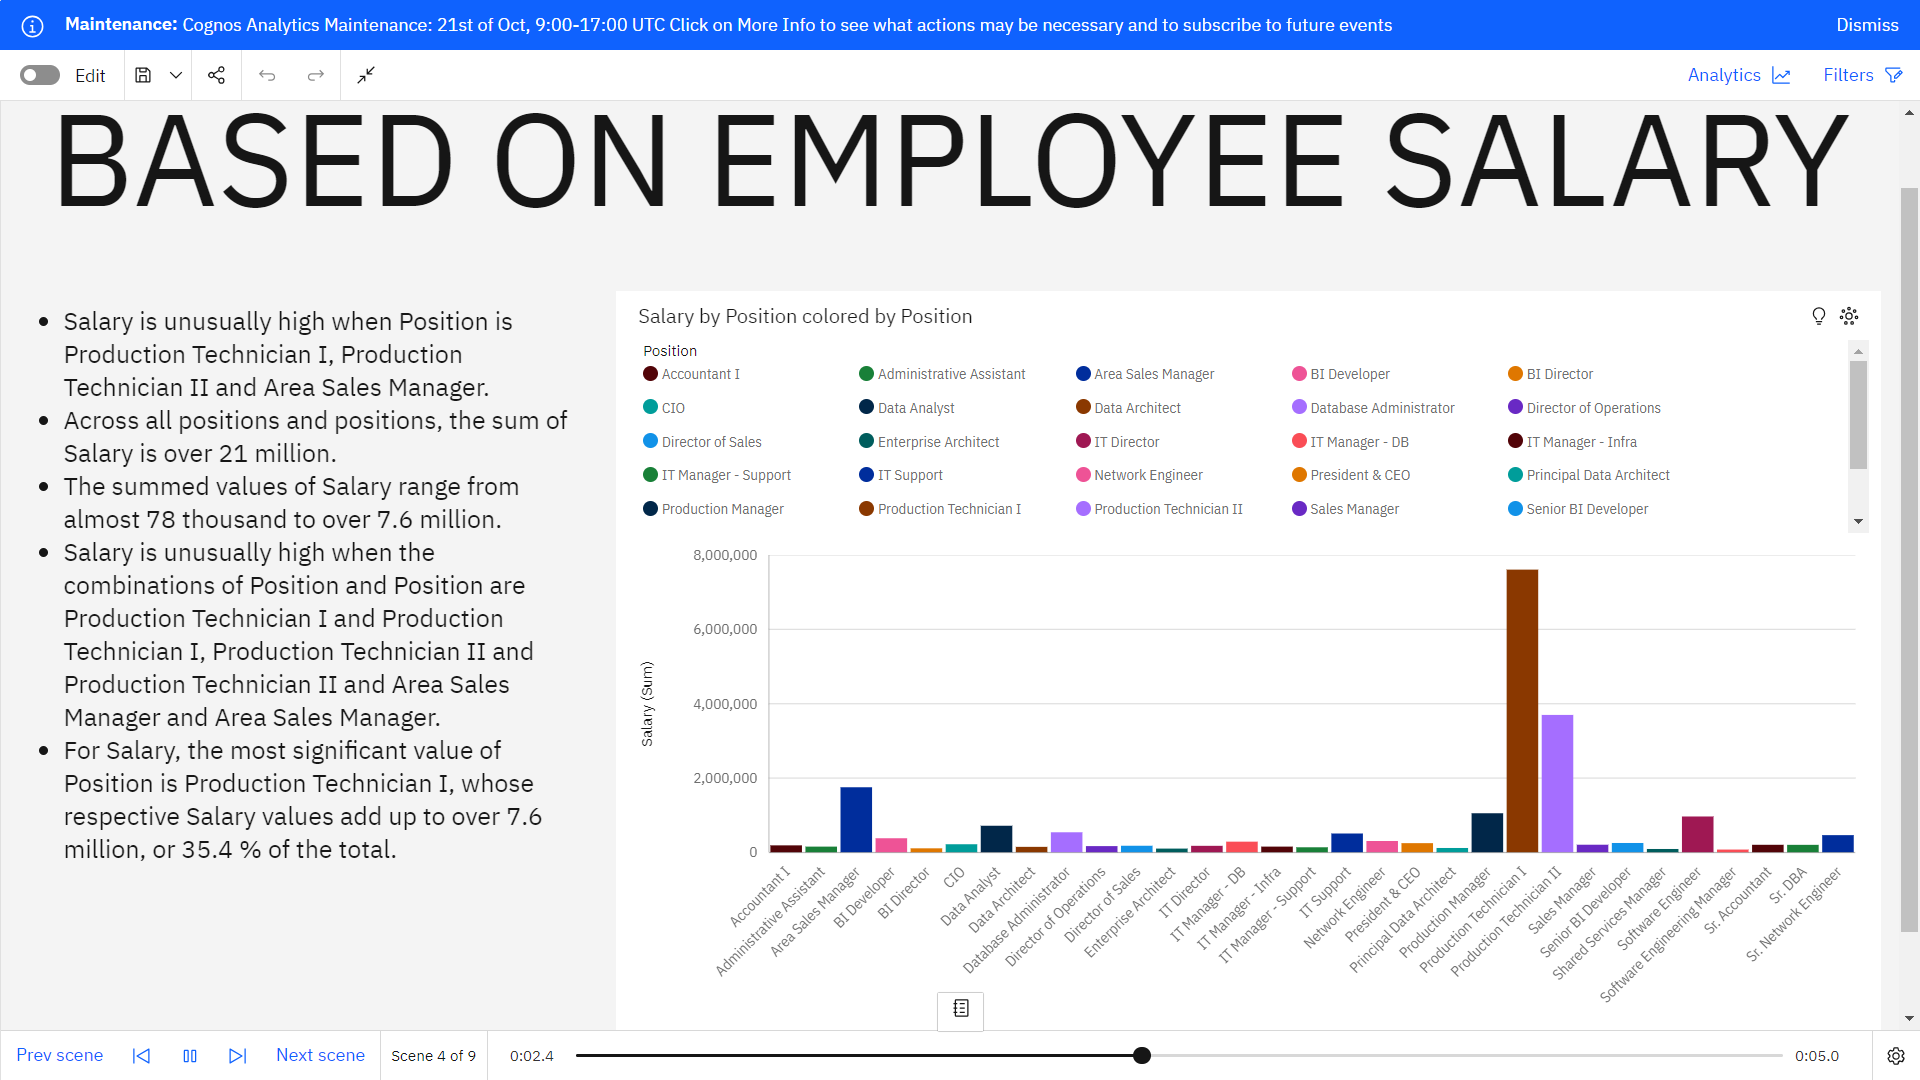 Maintenance: Cognos Analytics Maintenance: 21st of Oct, 9:00-17:00 UTC Click on More Info to see what actions may be necessary and to subscribe to future events
Dismiss
Edit
Analytics
Filters
BASED ON EMPLOYEE SALARY
• Salary is unusually high when Position is
Production Technician I, Production
Technician II and Area Sales Manager.
• Across all positions and positions, the sum of
Salary is over 21 million.
• The summed values of Salary range from
almost 78 thousand to over 7.6 million.
• Salary is unusually high when the
combinations of Position and Position are
Production Technician I and Production
Technician I, Production Technician II and
Production Technician II and Area Sales
Manager and Area Sales Manager.
• For Salary, the most significant value of
Position is Production Technician I, whose
respective Salary values add up to over 7.6
million, or 35.4 % of the total.
Salary by Position colored by Position
Position
Accountant I Administrative Assistant Area Sales Manager BI Developer BI Director
CIO Data Analyst Data Architect Database Administrator Director of Operations
Director of Sales Enterprise Architect IT Director IT Manager - DB IT Manager - Infra
IT Manager - Support IT Support Network Engineer President & CEO Principal Data Architect
Production Manager Production Technician I Production Technician II Sales Manager Senior BI Developer
Salary (Sum)
8,000,000
6,000,000
4,000,000
2,000,000
0
Accountant I
Administrative Assistant
Area Sales Manager
BI Developer
BI Director
CIO
Data Analyst
Data Architect
Database Administrator
Director of Operations
Director of Sales
Enterprise Architect
IT Director
IT Manager - DB
IT Manager - Infra
IT Manager - Support
IT Support
Network Engineer
President & CEO
Principal Data Architect
Production Manager
Production Technician I
Production Technician II
Sales Manager
Senior BI Developer
Shared Services Manager
Software Engineer
Software Engineering Manager
Sr. Accountant
Sr. DBA
Sr. Network Engineer
Prev scene
Next scene
Scene 4 of 9
0:02.4
0:05.0